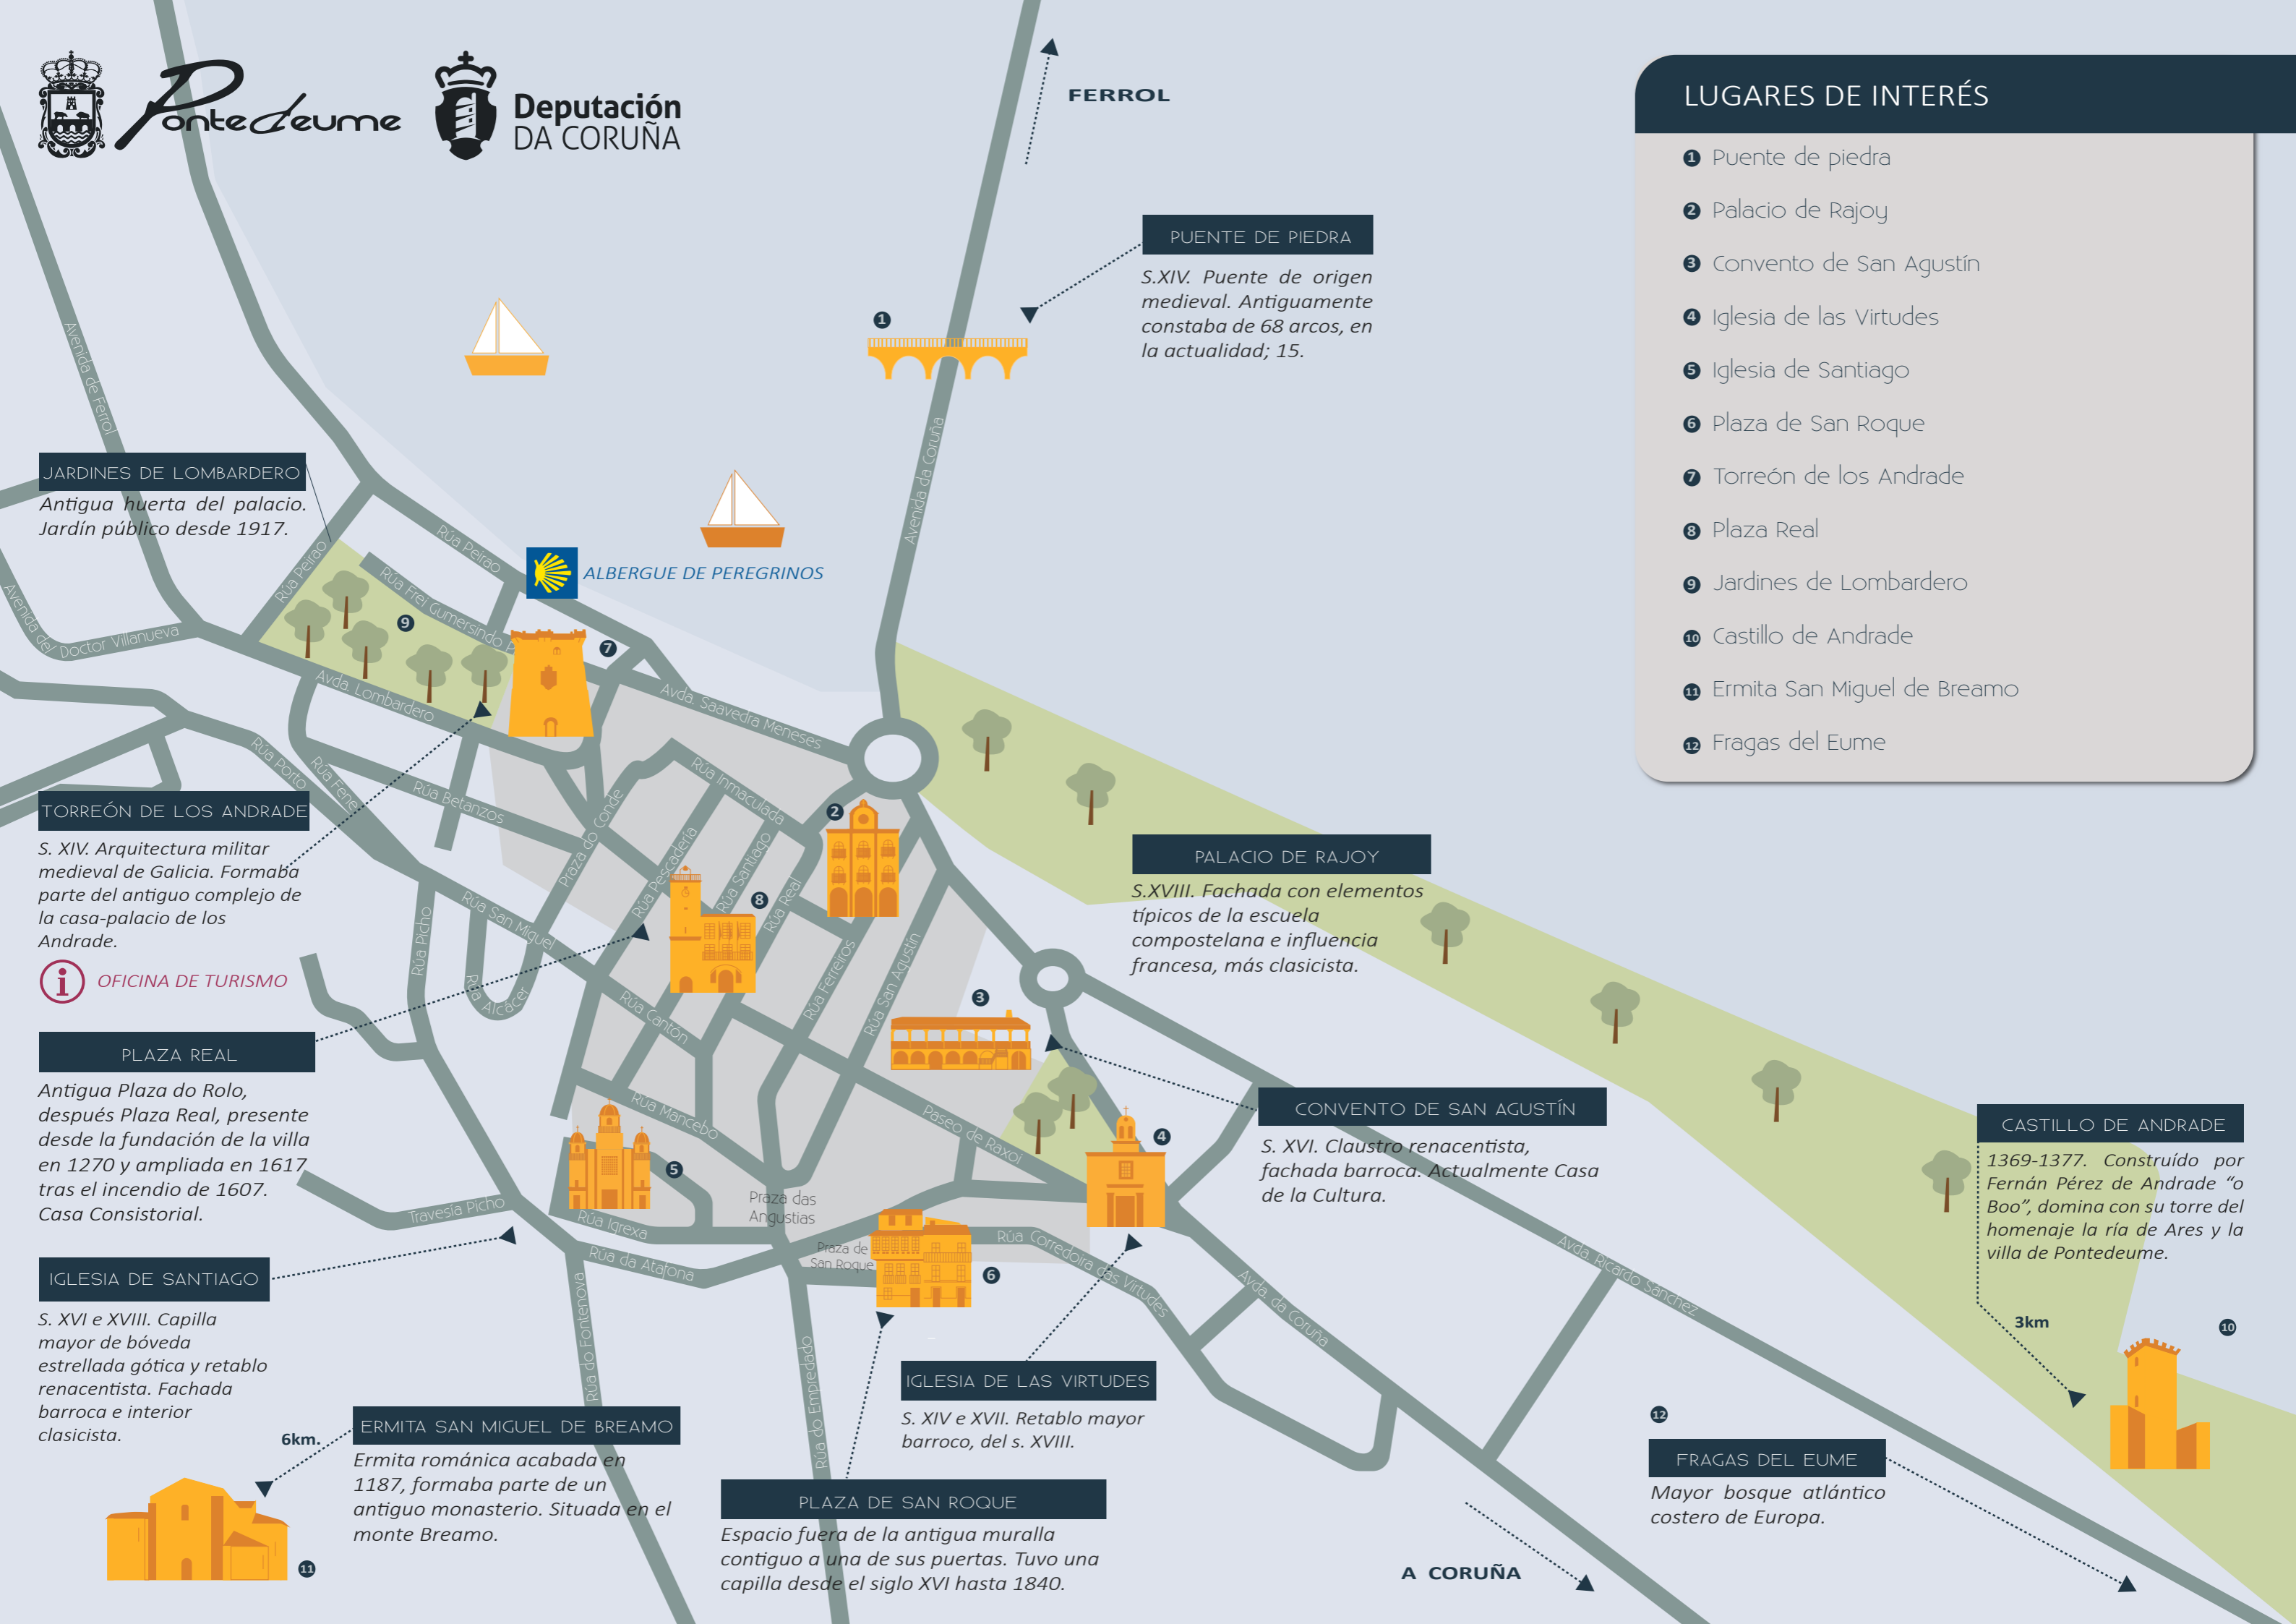 Pontedeume
Deputación
DA CORUÑA
FERROL
LUGARES DE INTERÉS
1 Puente de piedra
2 Palacio de Rajoy
3 Convento de San Agustín
4 Iglesia de las Virtudes
5 Iglesia de Santiago
6 Plaza de San Roque
7 Torreón de los Andrade
8 Plaza Real
9 Jardines de Lombardero
10 Castillo de Andrade
11 Ermita San Miguel de Breamo
12 Fragas del Eume
PUENTE DE PIEDRA
S.XIV. Puente de origen
medieval. Antiguamente
constaba de 68 arcos, en
la actualidad; 15.
1
Avenida de Ferrol
Avenida da Coruña
JARDINES DE LOMBARDERO
Antigua huerta del palacio.
Jardín público desde 1917.
Rúa Peirao
Rúa Peirao
ALBERGUE DE PEREGRINOS
Rúa Frei Gumersindo
9
7
Avenida del Doctor Villanueva
Avda. Lombardero
Avda. Saavedra Meneses
Rúa Porto
Rúa Fene
Rúa Betanzos
Praza do Conde
Rúa Inmaculada
Rúa Pescadería
Rúa Santiago
Rúa Real
2
8
TORREÓN DE LOS ANDRADE
S. XIV. Arquitectura militar
medieval de Galicia. Formaba
parte del antiguo complejo de
la casa-palacio de los
Andrade.
i OFICINA DE TURISMO
Rúa Picho
Rúa San Miguel
Rúa Alcácer
Rúa Cantón
Rúa Ferreiros
Rúa San Agustín
PALACIO DE RAJOY
S.XVIII. Fachada con elementos
típicos de la escuela
compostelana e influencia
francesa, más clasicista.
3
PLAZA REAL
Antigua Plaza do Rolo,
después Plaza Real, presente
desde la fundación de la villa
en 1270 y ampliada en 1617
tras el incendio de 1607.
Casa Consistorial.
Rúa Mancebo
Paseo de Raxoi
4
5
CONVENTO DE SAN AGUSTÍN
S. XVI. Claustro renacentista,
fachada barroca. Actualmente Casa
de la Cultura.
CASTILLO DE ANDRADE
1369-1377. Construído por
Fernán Pérez de Andrade “o
Boo”, domina con su torre del
homenaje la ría de Ares y la
villa de Pontedeume.
3km
10
Travesía Picho
Rúa Igrexa
Praza das
Angustias
Rúa da Atafona
Praza de
San Roque
6
Rúa Corredoira das Virtudes
Avda. da Coruña
Avda. Ricardo Sánchez
IGLESIA DE SANTIAGO
S. XVI e XVIII. Capilla
mayor de bóveda
estrellada gótica y retablo
renacentista. Fachada
barroca e interior
clasicista.
Rúa do Fontenova
Rúa do Empredado
IGLESIA DE LAS VIRTUDES
S. XIV e XVII. Retablo mayor
barroco, del s. XVIII.
6km.
11
ERMITA SAN MIGUEL DE BREAMO
Ermita románica acabada en
1187, formaba parte de un
antiguo monasterio. Situada en el
monte Breamo.
PLAZA DE SAN ROQUE
Espacio fuera de la antigua muralla
contiguo a una de sus puertas. Tuvo una
capilla desde el siglo XVI hasta 1840.
12
FRAGAS DEL EUME
Mayor bosque atlántico
costero de Europa.
A CORUÑA